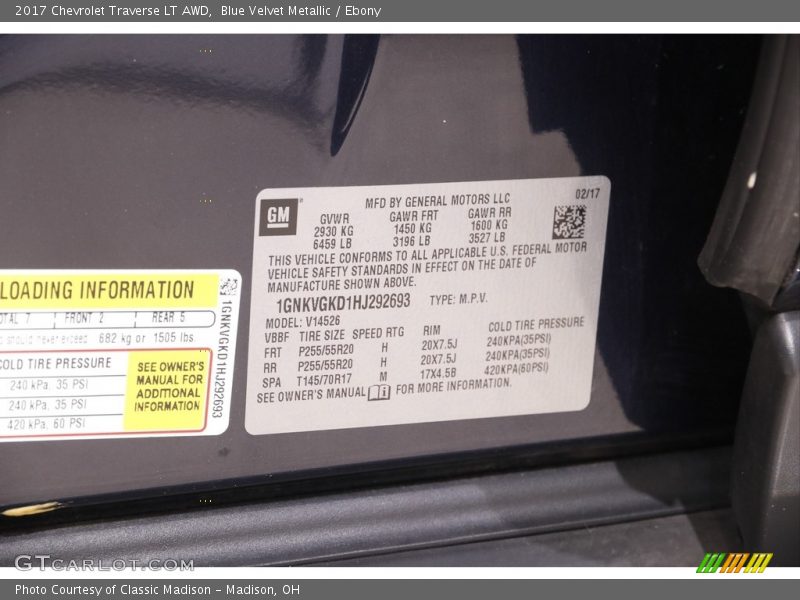 2017 Chevrolet Traverse LT AWD, Blue Velvet Metallic / Ebony
LOADING INFORMATION
TOTAL 7 FRONT 2 REAR 5
should never exceed 682 kg or 1505 lbs.
COLD TIRE PRESSURE
240 kPa, 35 PSI
240 kPa, 35 PSI
420 kPa, 60 PSI
SEE OWNER'S
MANUAL FOR
ADDITIONAL
INFORMATION
1GNKVGKD1HJ292693
GM
MFD BY GENERAL MOTORS LLC
02/17
GVWR GAWR FRT GAWR RR
2930 KG 1450 KG 1600 KG
6459 LB 3196 LB 3527 LB
THIS VEHICLE CONFORMS TO ALL APPLICABLE U.S. FEDERAL MOTOR
VEHICLE SAFETY STANDARDS IN EFFECT ON THE DATE OF
MANUFACTURE SHOWN ABOVE.
1GNKVGKD1HJ292693 TYPE: M.P.V.
MODEL: V14526
VBBF TIRE SIZE SPEED RTG RIM COLD TIRE PRESSURE
FRT P255/55R20 H 20X7.5J 240KPA(35PSI)
RR P255/55R20 H 20X7.5J 240KPA(35PSI)
SPA T145/70R17 M 17X4.5B 420KPA(60PSI)
SEE OWNER'S MANUAL FOR MORE INFORMATION.
GTCARLOT.COM
Photo Courtesy of Classic Madison - Madison, OH